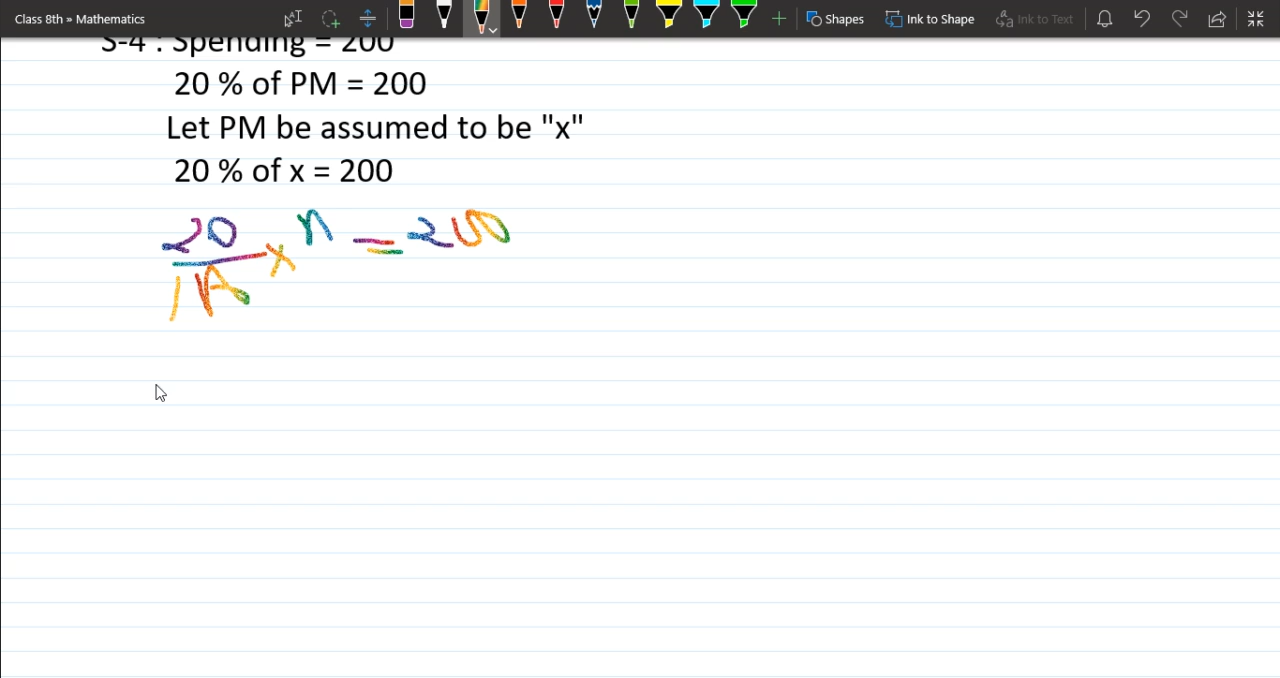 Class 8th » Mathematics
Shapes
Ink to Shape
Ink to Text
S-4 : Spending = 200
20 % of PM = 200
Let PM be assumed to be "x"
20 % of x = 200
20 × n = 200